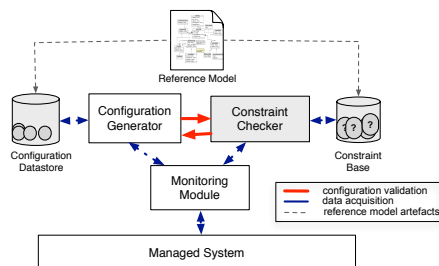 Reference Model
Configuration
Generator
Constraint
Checker
? ? ?
Configuration
Datastore
Constraint
Base
Monitoring
Module
configuration validation
data acquisition
reference model artefacts
Managed System